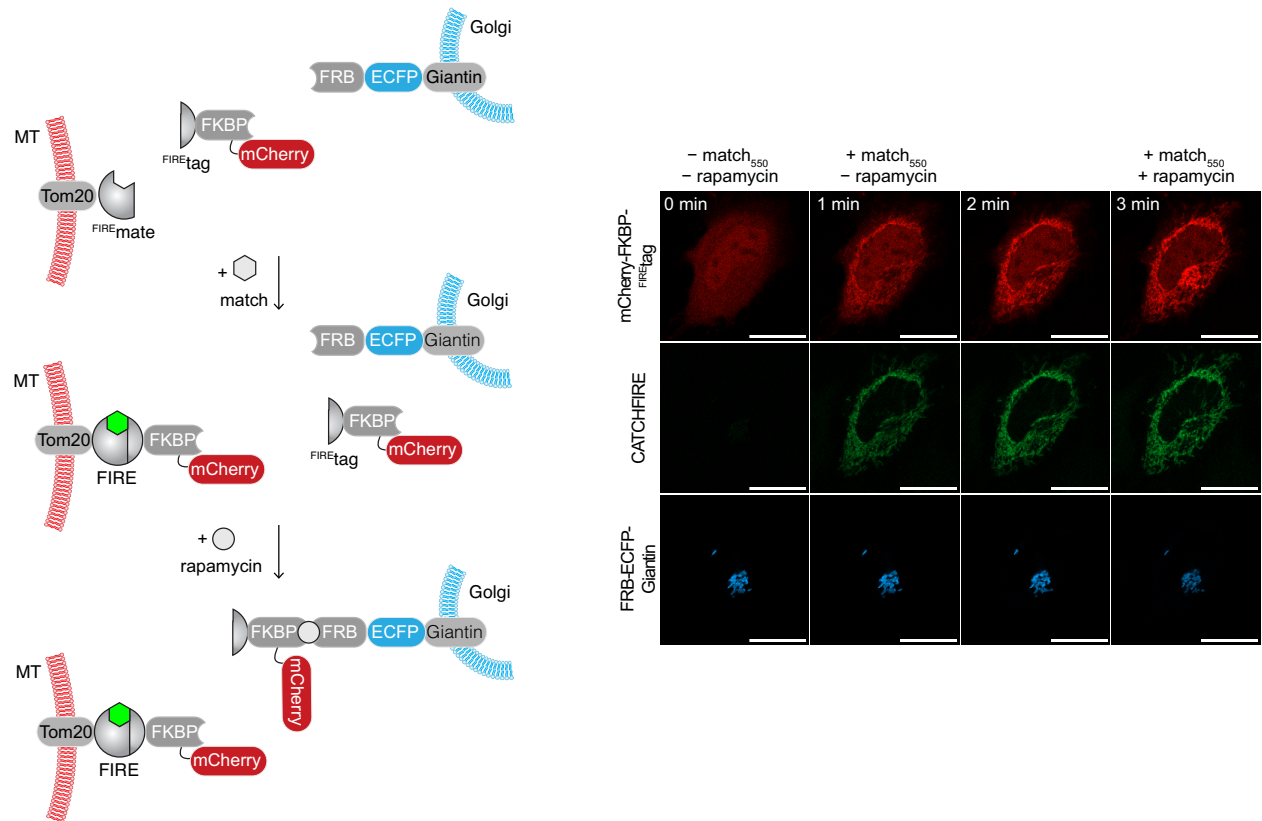 Golgi
FRB ECFP Giantin
FKBP
mCherry
FIREtag
MT
Tom20
FIREmate
+
match
Golgi
FRB ECFP Giantin
MT
FKBP
mCherry
FIREtag
Tom20 FKBP
mCherry
FIRE
+
rapamycin
Golgi
FKBP FRB ECFP Giantin
mCherry
MT
Tom20 FKBP
mCherry
FIRE
− match550
− rapamycin
+ match550
− rapamycin
+ match550
+ rapamycin
0 min
1 min
2 min
3 min
mCherry-FKBP-
FIREtag
CATCHFIRE
FRB-ECFP-
Giantin